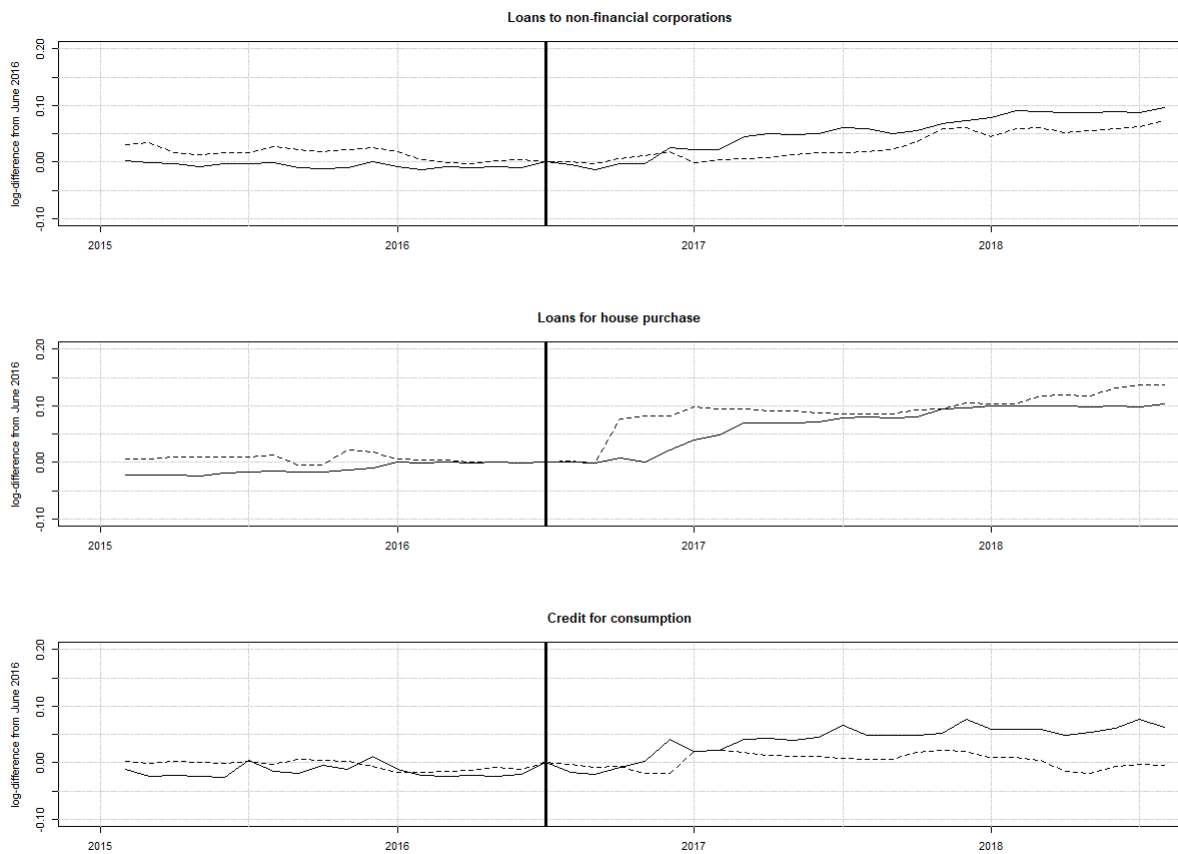 Loans to non-financial corporations
log-difference from June 2016
0.20
0.10
0.00
-0.10
2015 2016 2017 2018
Loans for house purchase
log-difference from June 2016
0.20
0.10
0.00
-0.10
2015 2016 2017 2018
Credit for consumption
log-difference from June 2016
0.20
0.10
0.00
-0.10
2015 2016 2017 2018